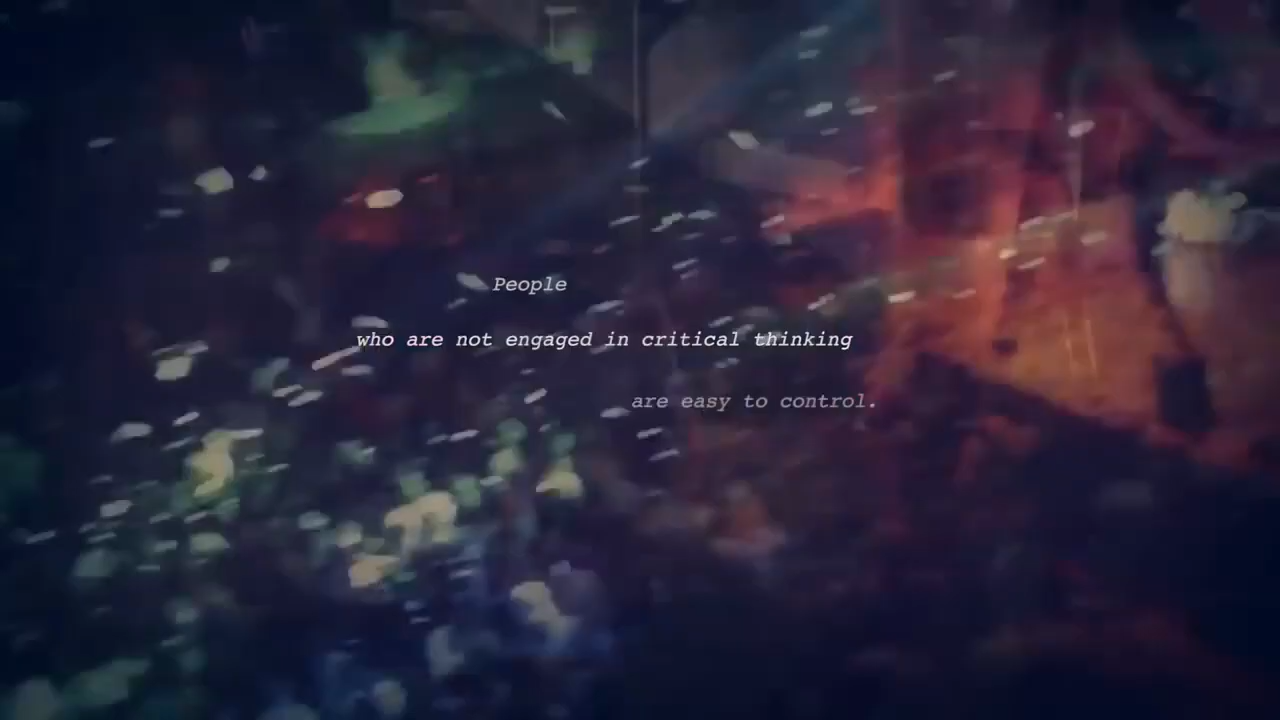 People
who are not engaged in critical thinking
are easy to control.